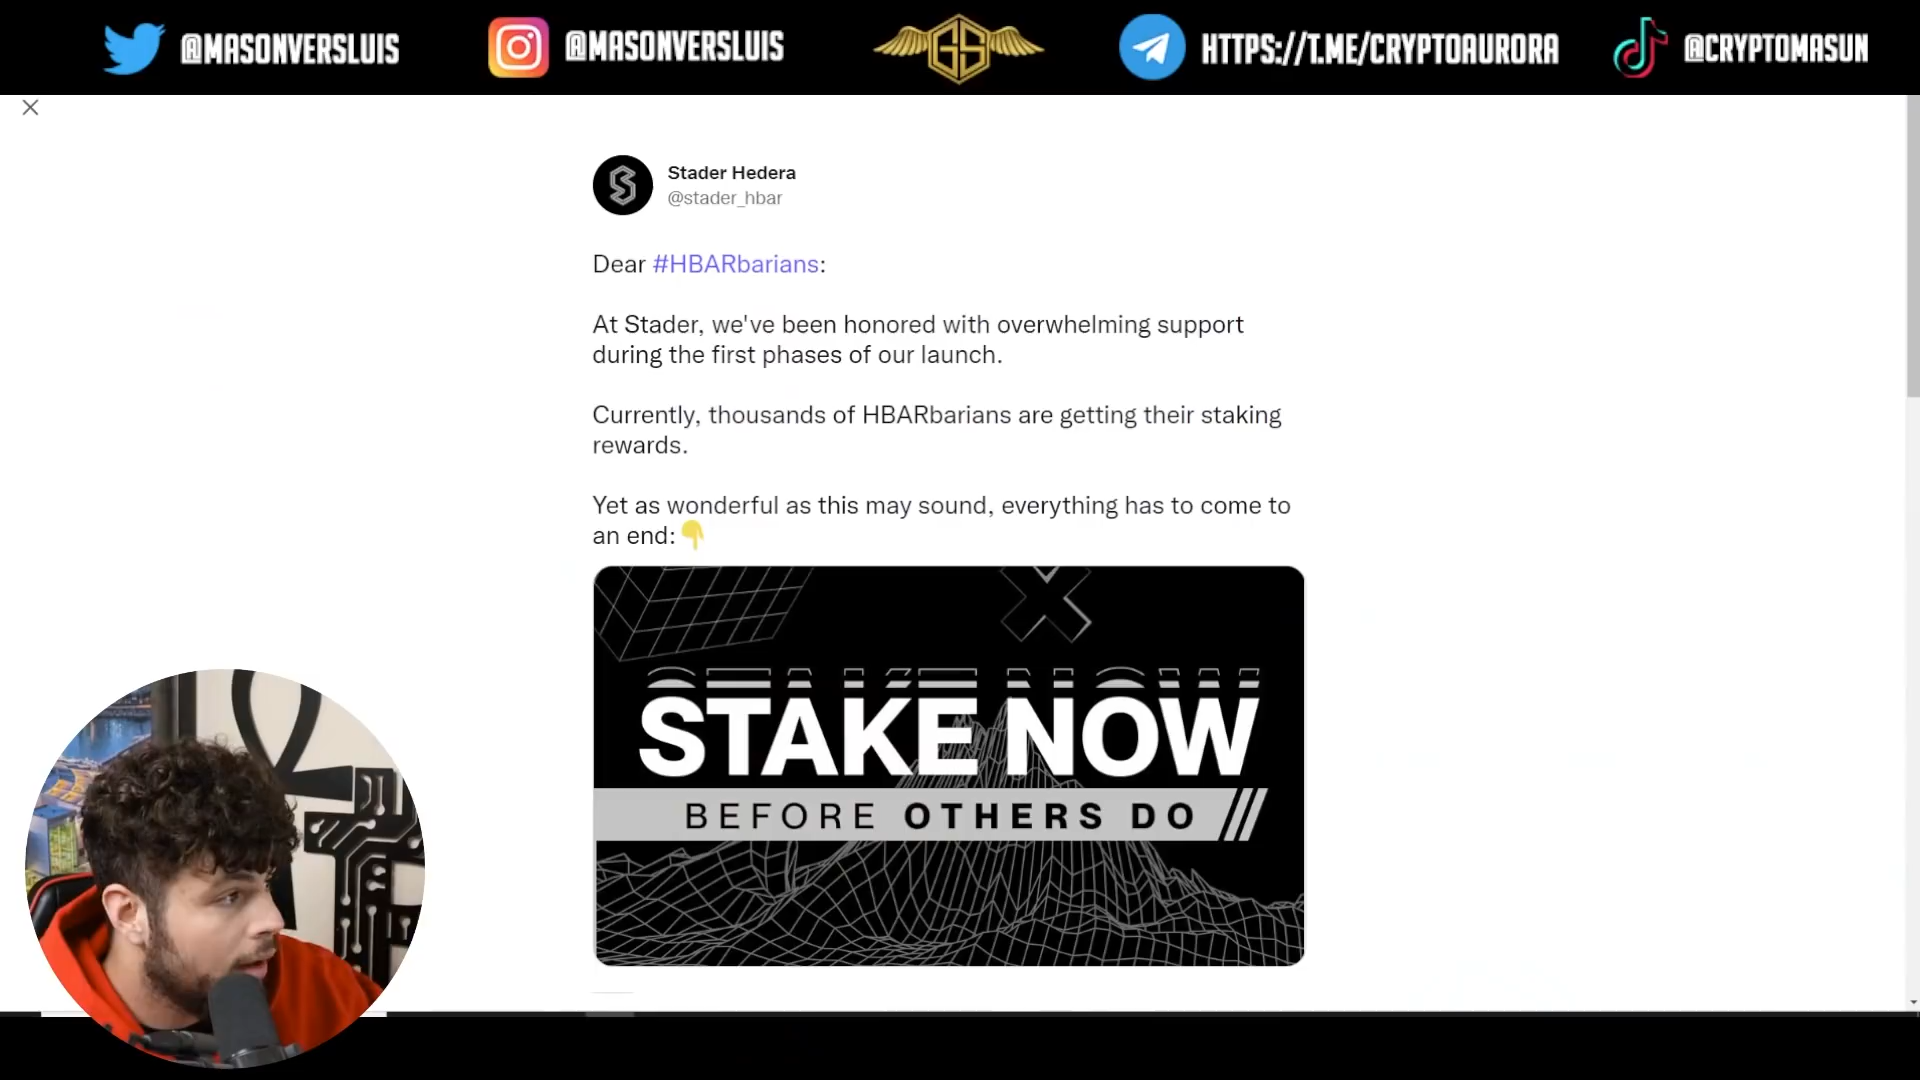 @MASONVERSLUIS
@MASONVERSLUIS
GS
HTTPS://T.ME/CRYPTOAURORA
@CRYPTOMASUN
Stader Hedera
@stader_hbar
Dear #HBARbarians:
At Stader, we've been honored with overwhelming support
during the first phases of our launch.
Currently, thousands of HBARbarians are getting their staking
rewards.
Yet as wonderful as this may sound, everything has to come to
an end:👇
STAKE NOW
BEFORE OTHERS DO